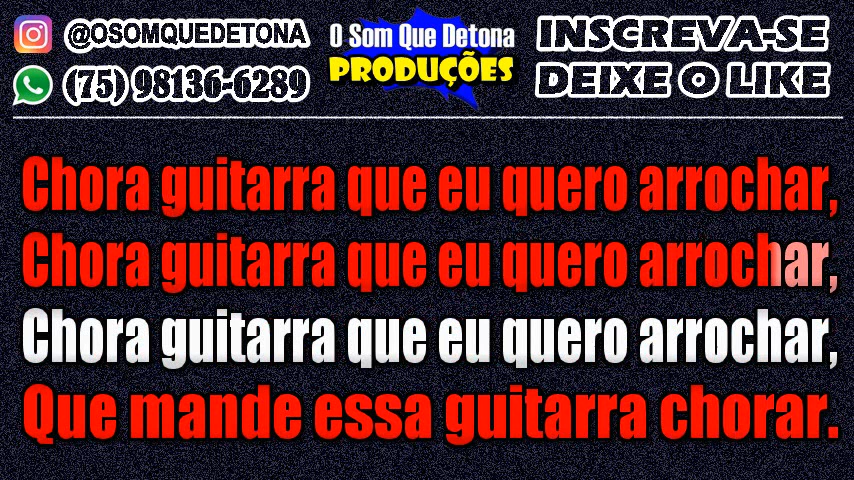 @OSOMQUEDETONA
(75) 98136-6289
O Som Que Detona
PRODUÇÕES
INSCREVA-SE
DEIXE O LIKE
Chora guitarra que eu quero arrochar,
Chora guitarra que eu quero arrochar,
Chora guitarra que eu quero arrochar,
Que mande essa guitarra chorar.